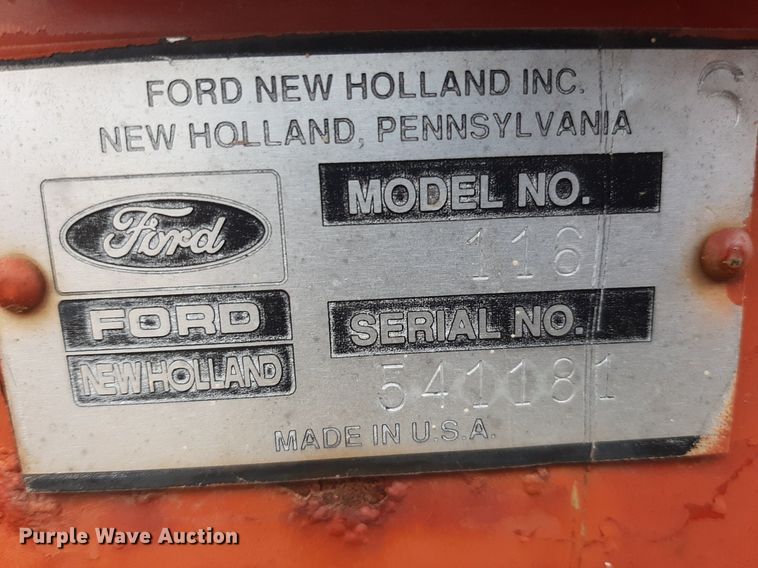 FORD NEW HOLLAND INC.
NEW HOLLAND, PENNSYLVANIA
S
Ford
MODEL NO.
116
FORD
NEW HOLLAND
SERIAL NO.
541181
MADE IN U.S.A.
Purple Wave Auction